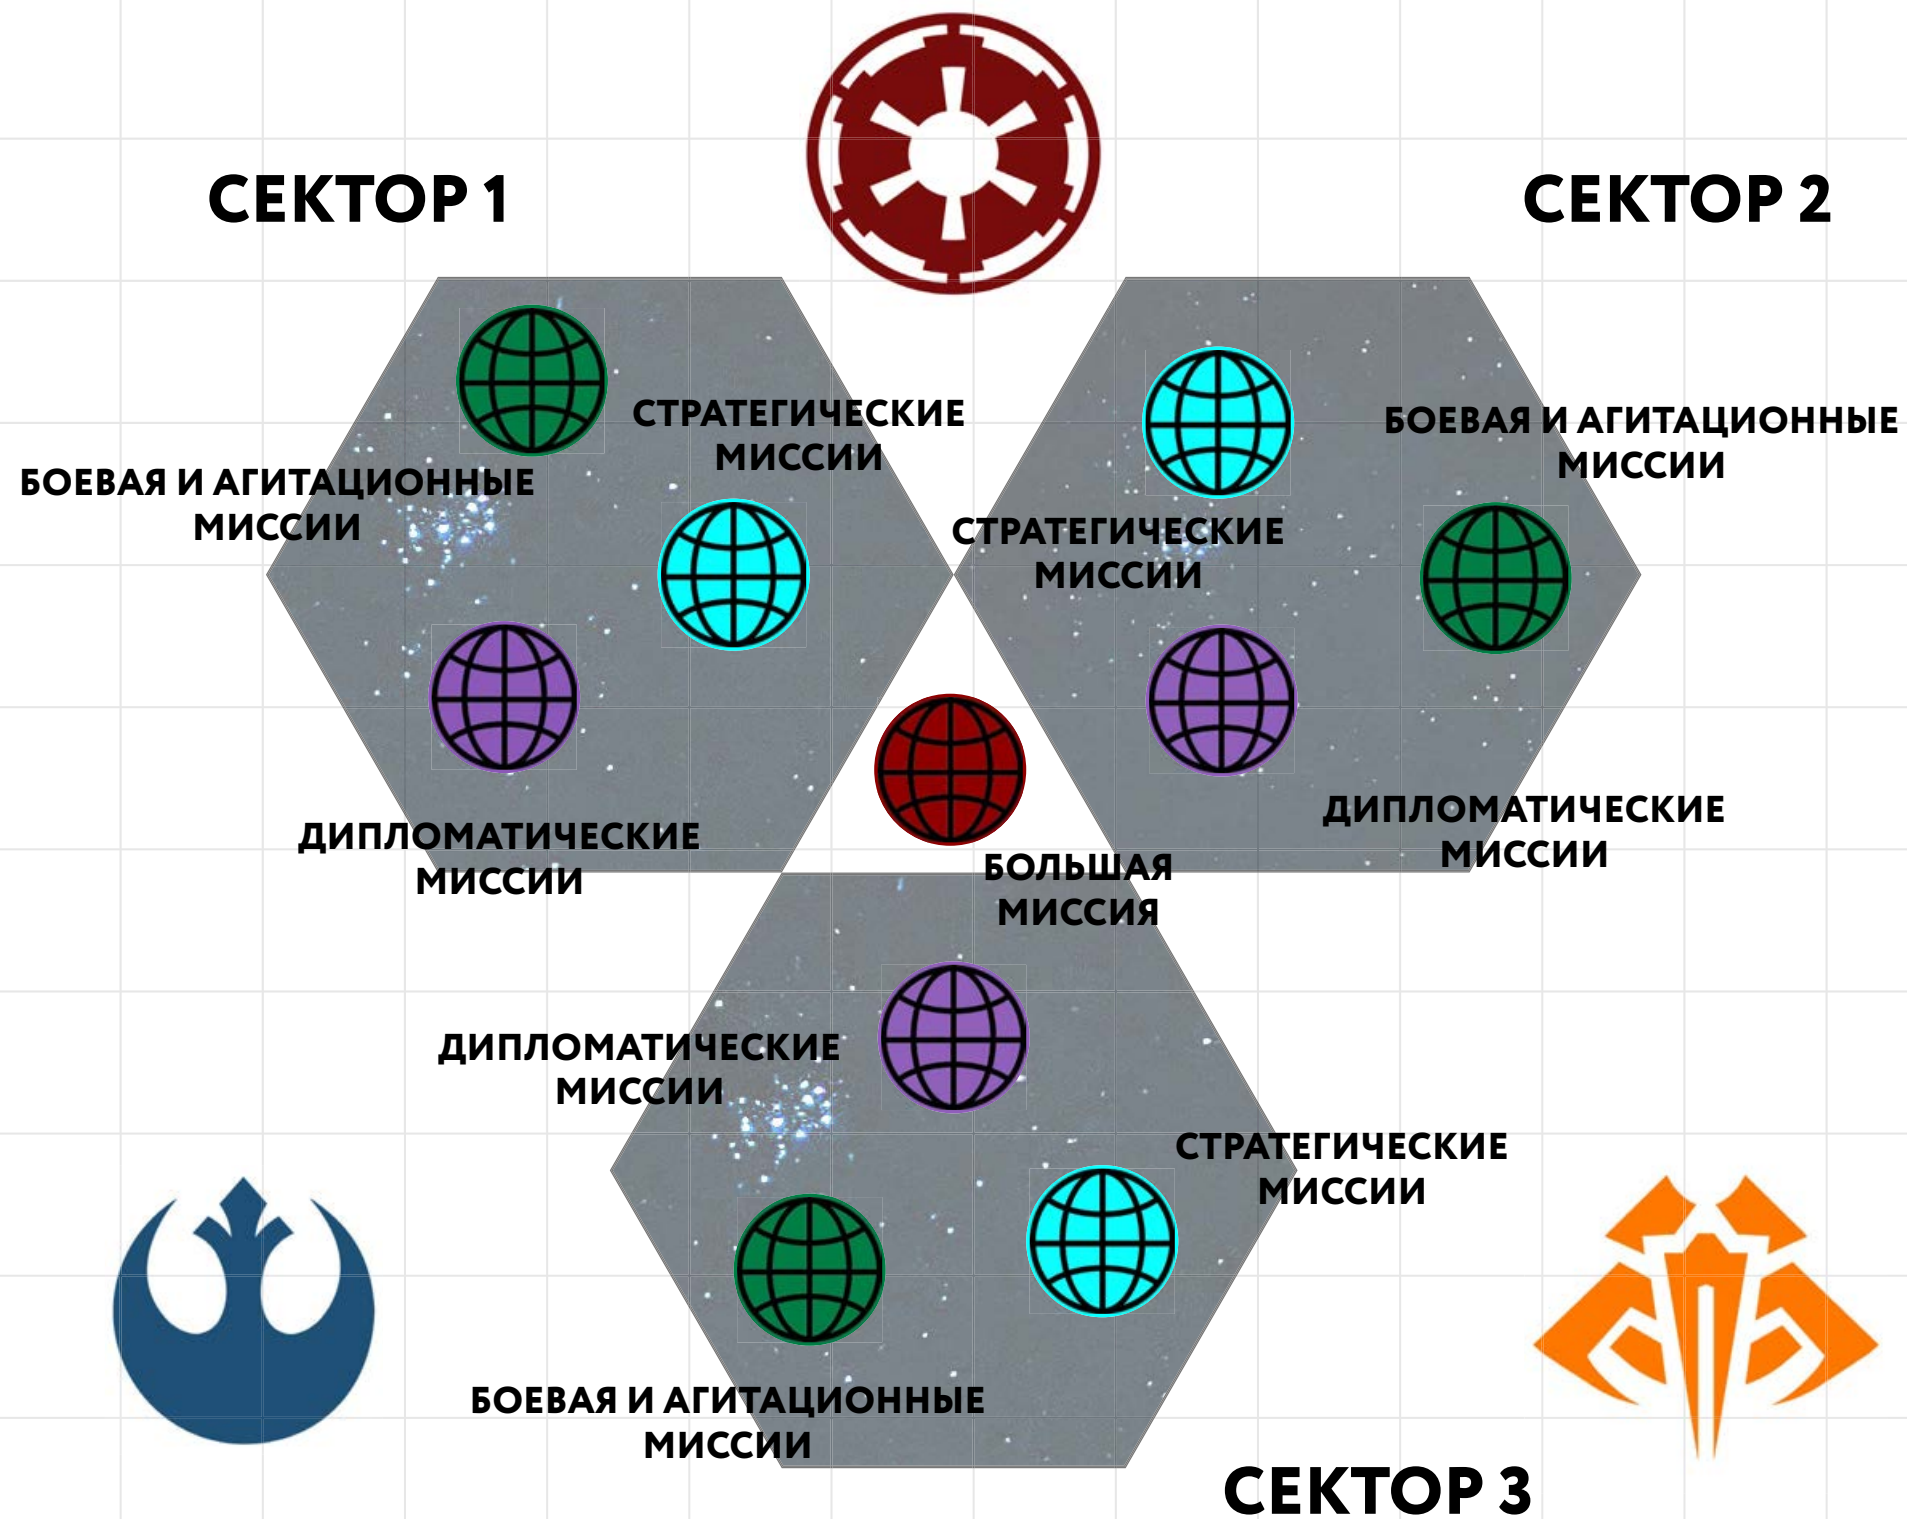 СЕКТОР 1
СЕКТОР 2
СТРАТЕГИЧЕСКИЕ
МИССИИ
БОЕВАЯ И АГИТАЦИОННЫЕ
МИССИИ
ДИПЛОМАТИЧЕСКИЕ
МИССИИ
БОЕВАЯ И АГИТАЦИОННЫЕ
МИССИИ
СТРАТЕГИЧЕСКИЕ
МИССИИ
ДИПЛОМАТИЧЕСКИЕ
МИССИИ
БОЛЬШАЯ
МИССИЯ
ДИПЛОМАТИЧЕСКИЕ
МИССИИ
СТРАТЕГИЧЕСКИЕ
МИССИИ
БОЕВАЯ И АГИТАЦИОННЫЕ
МИССИИ
СЕКТОР 3